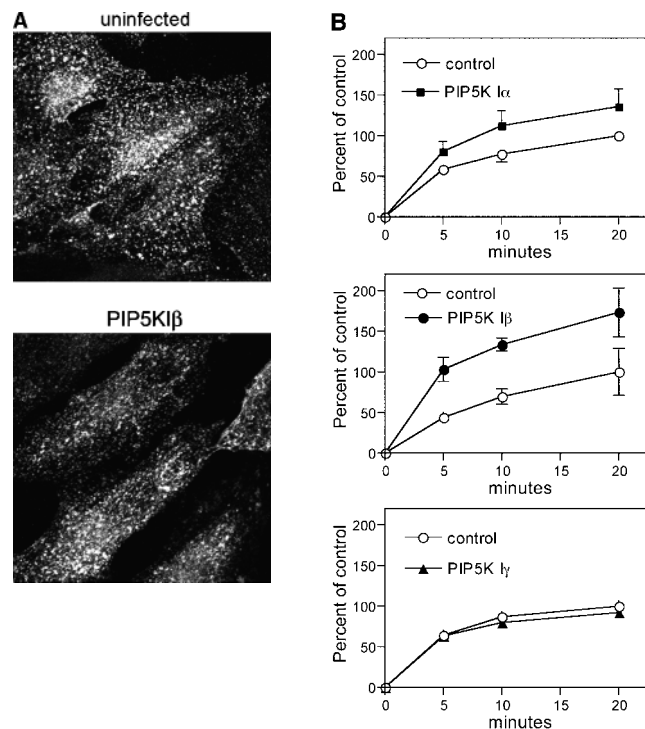 A
uninfected
PIP5KIβ
B
Percent of control
200
150
100
50
0
control
PIP5K Iα
0 5 10 15 20
minutes
Percent of control
200
150
100
50
0
control
PIP5K Iβ
0 5 10 15 20
minutes
Percent of control
200
150
100
50
0
control
PIP5K Iγ
0 5 10 15 20
minutes